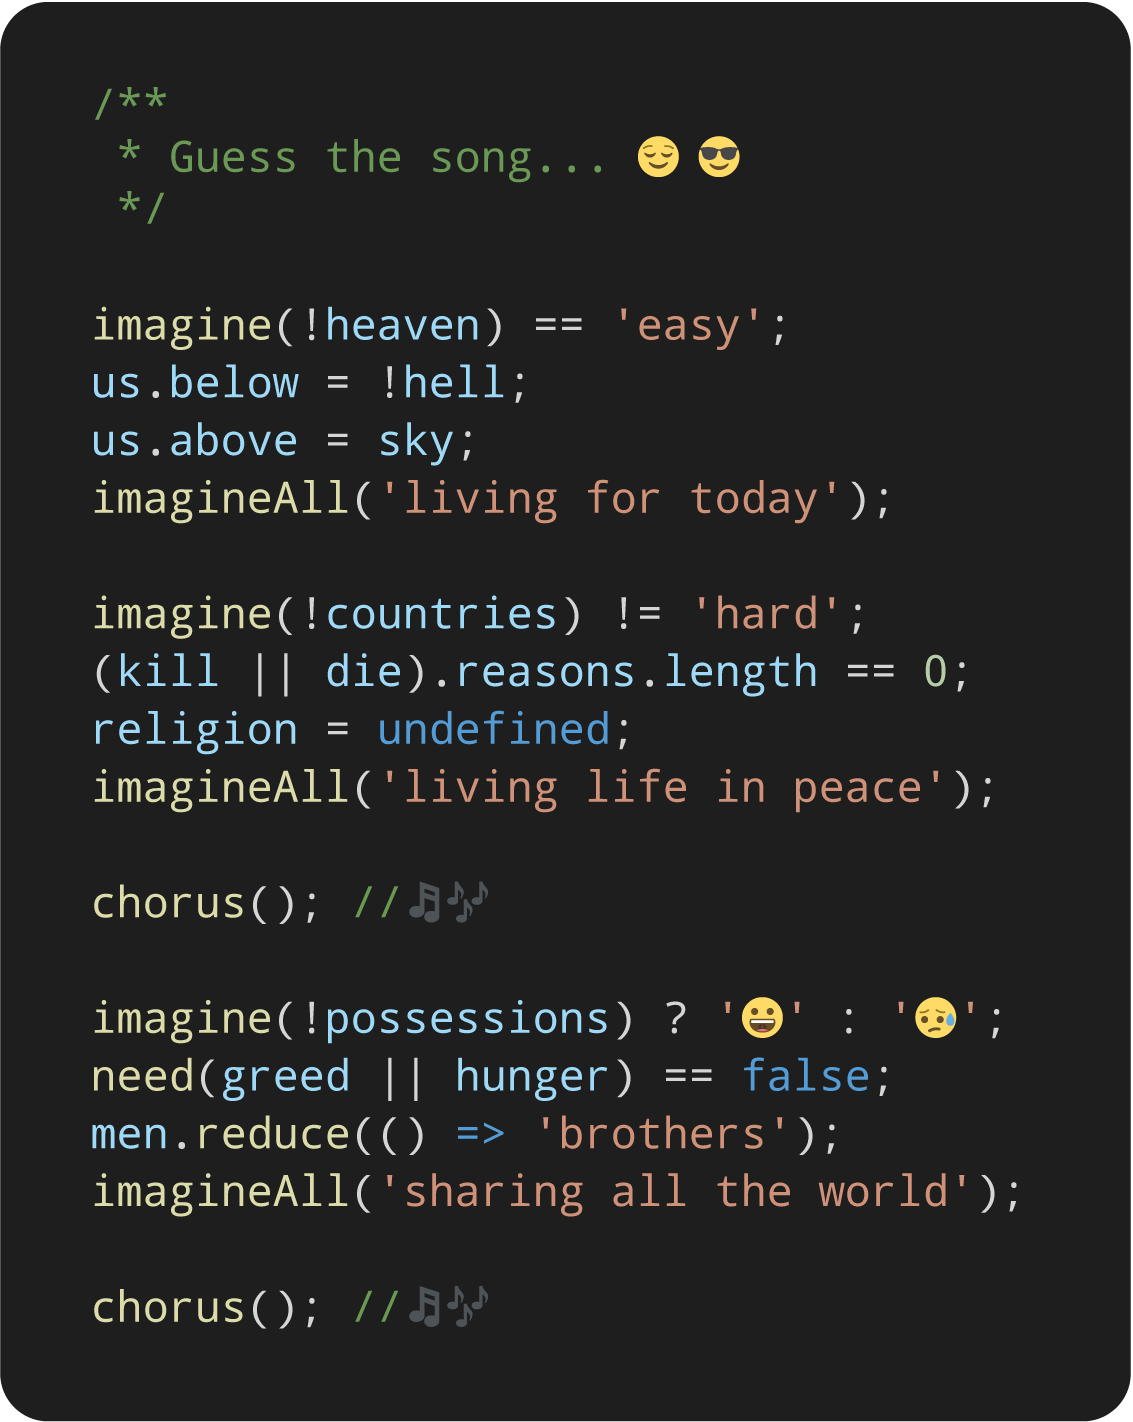 /**
 * Guess the song... 😌 😎
 */
imagine(!heaven) == 'easy';
us.below = !hell;
us.above = sky;
imagineAll('living for today');
imagine(!countries) != 'hard';
(kill || die).reasons.length == 0;
religion = undefined;
imagineAll('living life in peace');
chorus(); //🎵🎶
imagine(!possessions) ? '😀' : '😥';
need(greed || hunger) == false;
men.reduce(() => 'brothers');
imagineAll('sharing all the world');
chorus(); //🎵🎶